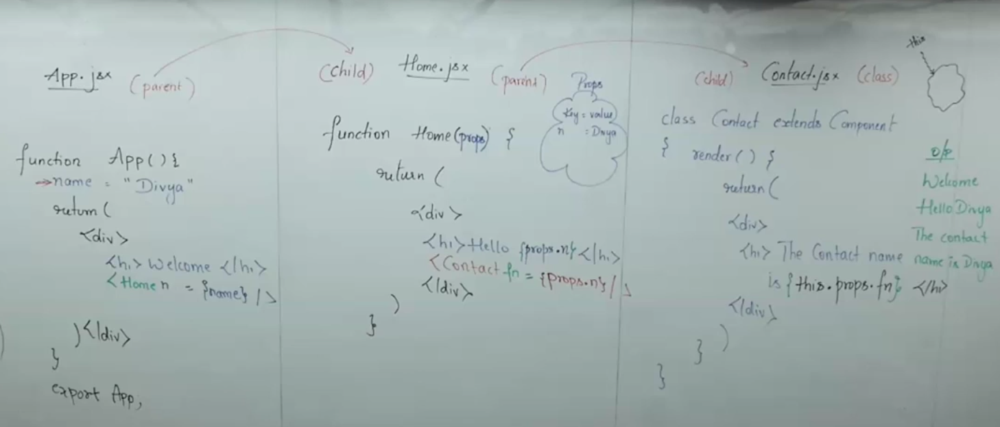 App.jsx (parent)
function App(){
→name = "Divya"
return(
<div>
<h1> Welcome </h1>
<Home n = {name} />
)</div>
}
export App;
(child) Home.jsx (parent)
Props
Key = value
n = Divya
function Home(props) {
return (
<div>
<h1>Hello {props.n}</h1>
<Contact fn = {props.n} />
</div>
)
}
(child) Contact.jsx (class)
this
class Contact extends Component
{ render() {
return(
<div>
<h1> The Contact name
is {this.props.fn} </h1>
</div>
)
}
}
o/p
Welcome
Hello Divya
The contact
name is Divya